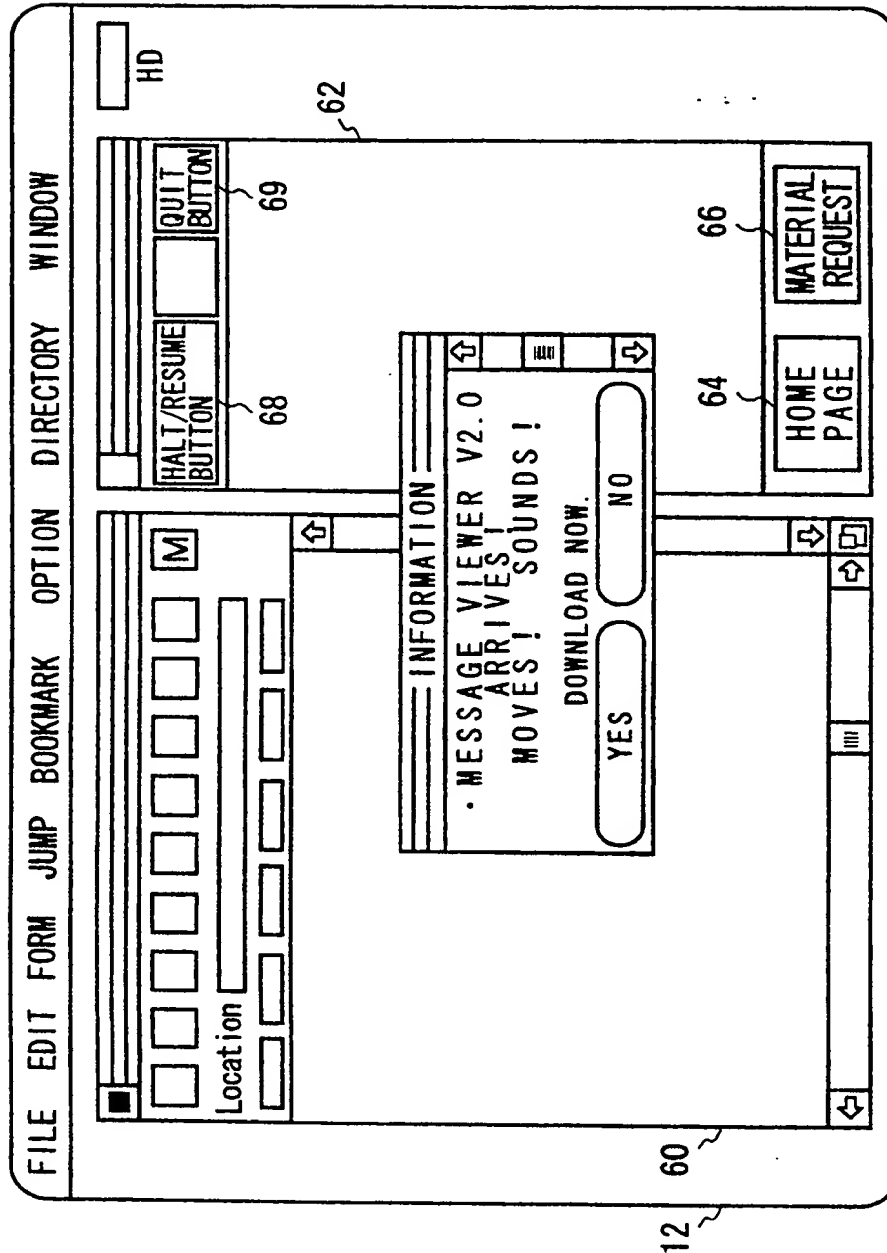 FILE EDIT FORM JUMP BOOKMARK OPTION DIRECTORY WINDOW
HD
M
Location
HALT/RESUME
BUTTON
QUIT
BUTTON
68
69
62
INFORMATION
· MESSAGE VIEWER V2.0
ARRIVES!
MOVES! SOUNDS!
DOWNLOAD NOW.
YES
NO
64
66
HOME
PAGE
MATERIAL
REQUEST
60
12